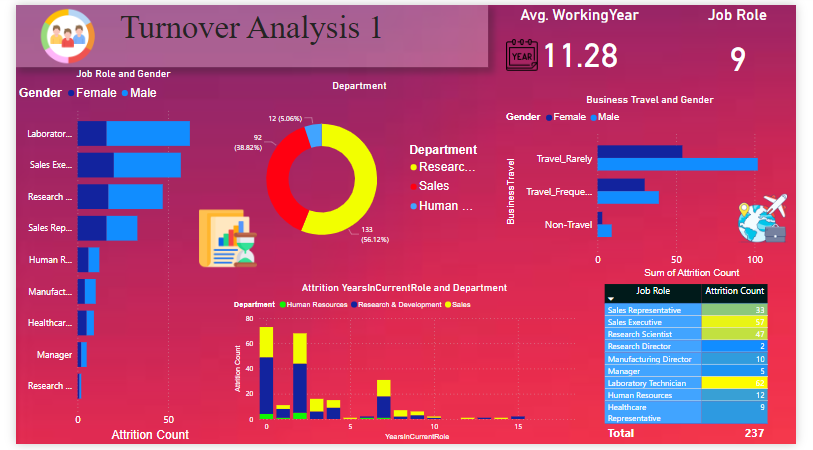 Turnover Analysis 1
Avg. WorkingYear
YEAR
11.28
Job Role
9
Job Role and Gender
Gender Female Male
Laborator...
Sales Exe...
Research ...
Sales Rep...
Human R...
Manufact...
Healthcar...
Manager
Research ...
0 50
Attrition Count
Department
12 (5.06%)
92
(38.82%)
133
(56.12%)
Department
Researc...
Sales
Human ...
Business Travel and Gender
Gender Female Male
BusinessTravel
Travel_Rarely
Travel_Freque...
Non-Travel
0 50 100
Sum of Attrition Count
Attrition YearsInCurrentRole and Department
Department Human Resources Research & Development Sales
Attrition Count
80
60
40
20
0
0 5 10 15
YearsInCurrentRole
Job Role Attrition Count
Sales Representative 33
Sales Executive 57
Research Scientist 47
Research Director 2
Manufacturing Director 10
Manager 5
Laboratory Technician 62
Human Resources 12
Healthcare 9
Representative
Total 237